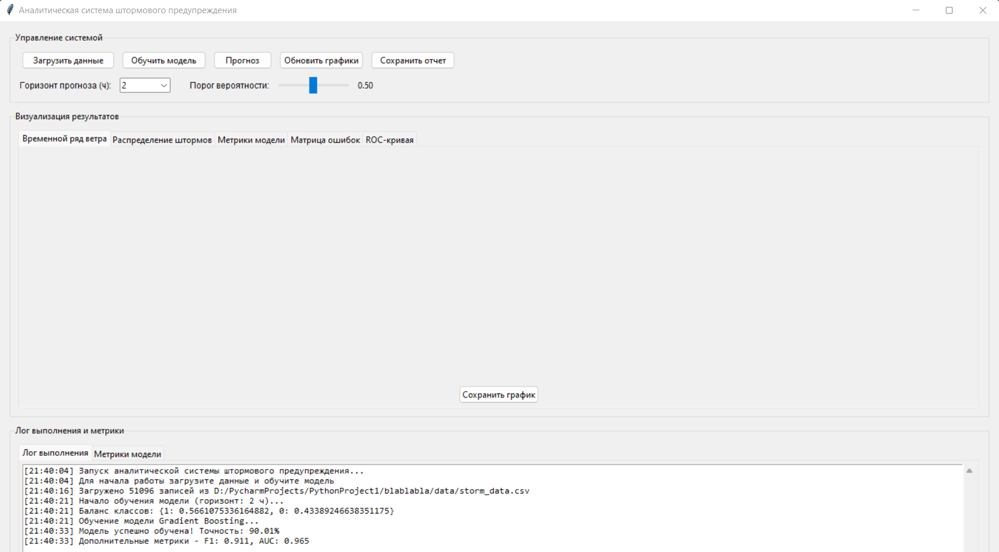 Аналитическая система штормового предупреждения
Управление системой
Загрузить данные Обучить модель Прогноз Обновить графики Сохранить отчет
Горизонт прогноза (ч): 2 Порог вероятности: 0.50
Визуализация результатов
Временной ряд ветра Распределение штормов Метрики модели Матрица ошибок ROC-кривая
Сохранить график
Лог выполнения и метрики
Лог выполнения Метрики модели
[21:40:04] Запуск аналитической системы штормового предупреждения...
[21:40:04] Для начала работы загрузите данные и обучите модель
[21:40:16] Загружено 51096 записей из D:/PycharmProjects/PythonProject1/blablabla/data/storm_data.csv
[21:40:21] Начало обучения модели (горизонт: 2 ч)...
[21:40:21] Баланс классов: {1: 0.5661075336164882, 0: 0.43389246638351175}
[21:40:21] Обучение модели Gradient Boosting...
[21:40:33] Модель успешно обучена! Точность: 90.01%
[21:40:33] Дополнительные метрики - F1: 0.911, AUC: 0.965